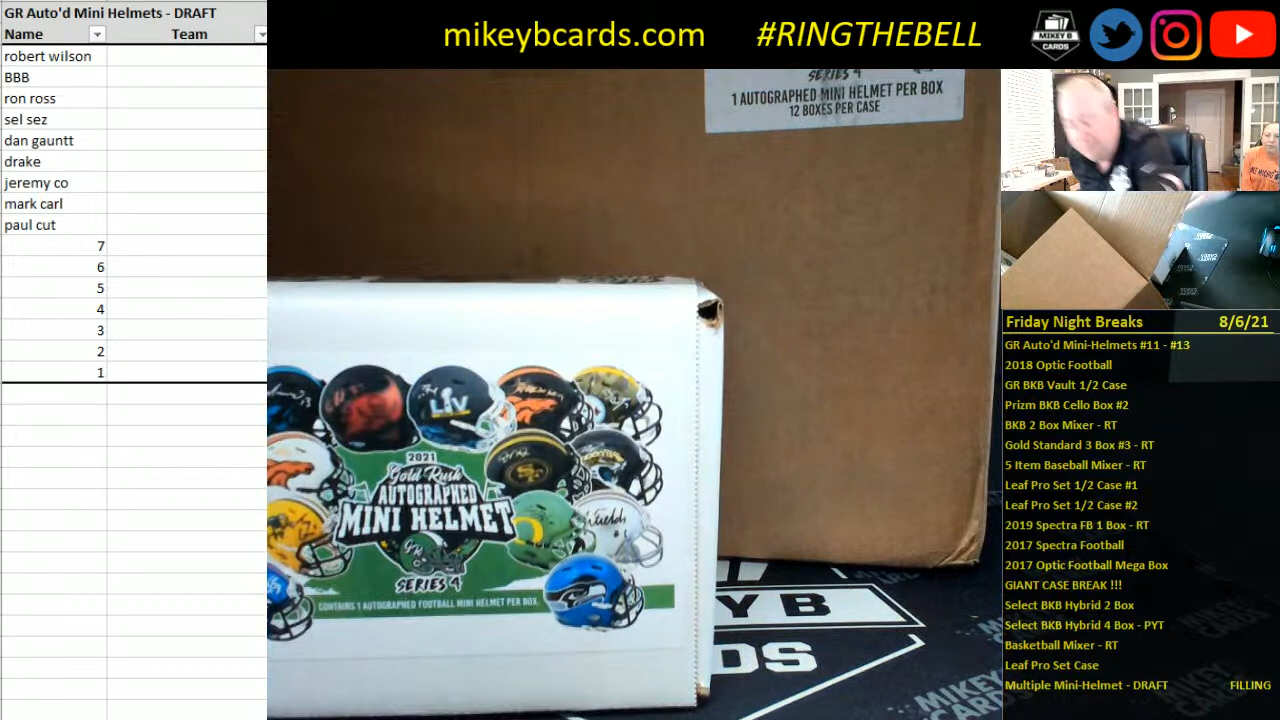 GR Auto'd Mini Helmets - DRAFT
Name Team
robert wilson
BBB
ron ross
sel sez
dan gauntt
drake
jeremy co
mark carl
paul cut
7
6
5
4
3
2
1
mikeybcards.com #RINGTHEBELL
MIKEY B
CARDS
SERIES 4
1 AUTOGRAPHED MINI HELMET PER BOX
12 BOXES PER CASE
LIV
2021
Gold Rush
AUTOGRAPHED
MINI HELMET
GR
SERIES 4
CONTAINS 1 AUTOGRAPHED FOOTBALL MINI HELMET PER BOX.
Friday Night Breaks 8/6/21
GR Auto'd Mini-Helmets #11 - #13
2018 Optic Football
GR BKB Vault 1/2 Case
Prizm BKB Cello Box #2
BKB 2 Box Mixer - RT
Gold Standard 3 Box #3 - RT
5 Item Baseball Mixer - RT
Leaf Pro Set 1/2 Case #1
Leaf Pro Set 1/2 Case #2
2019 Spectra FB 1 Box - RT
2017 Spectra Football
2017 Optic Football Mega Box
GIANT CASE BREAK !!!
Select BKB Hybrid 2 Box
Select BKB Hybrid 4 Box - PYT
Basketball Mixer - RT
Leaf Pro Set Case
Multiple Mini-Helmet - DRAFT FILLING